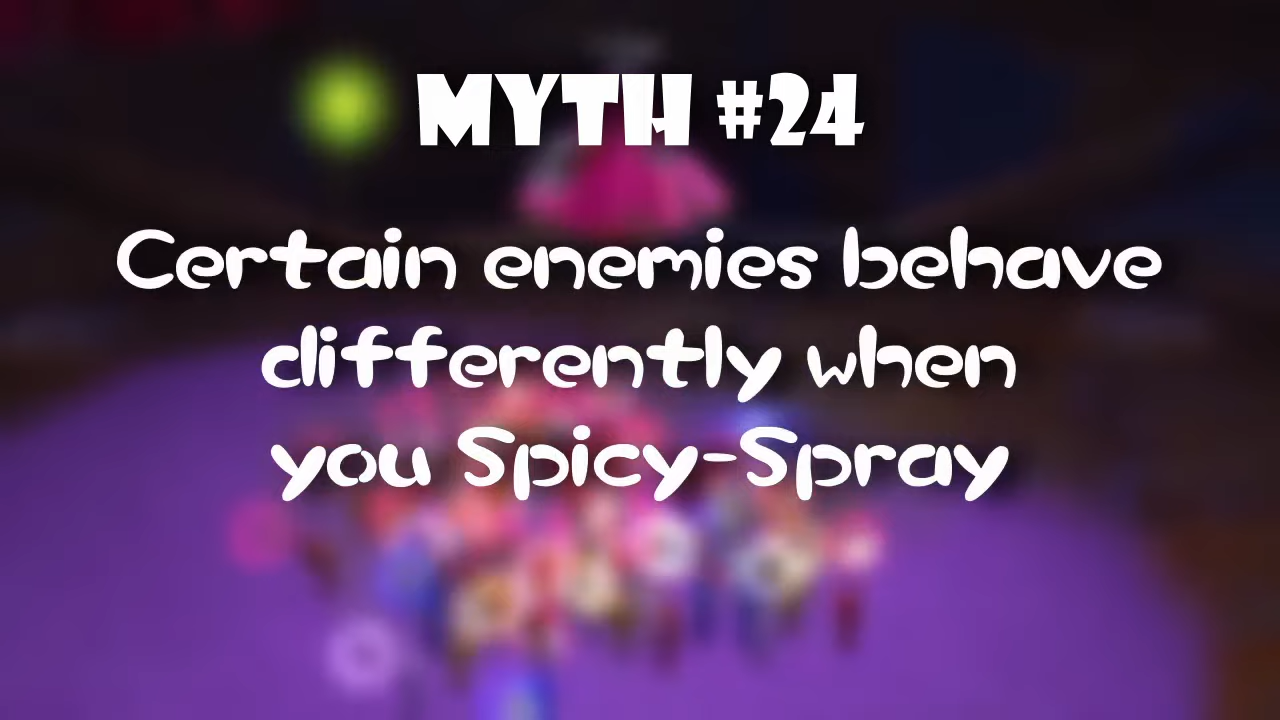 MYTH #24
Certain enemies behave
differently when
you Spicy-Spray